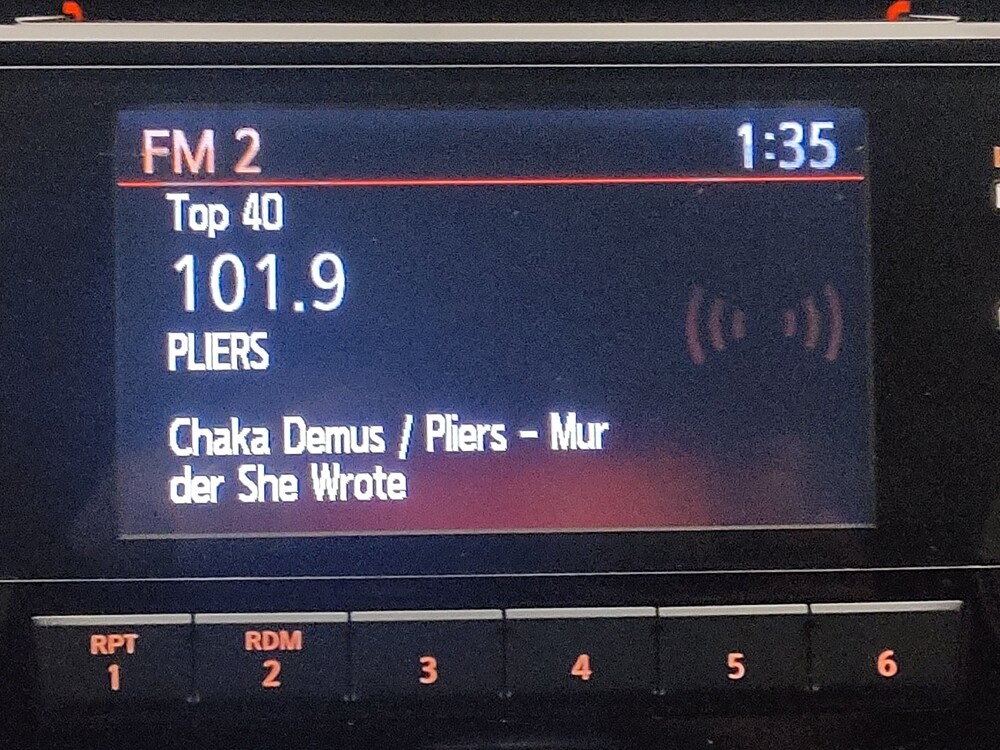 FM 2 1:35
Top 40
101.9
PLIERS
Chaka Demus / Pliers - Mur
der She Wrote
RPT RDM
1 2 3 4 5 6